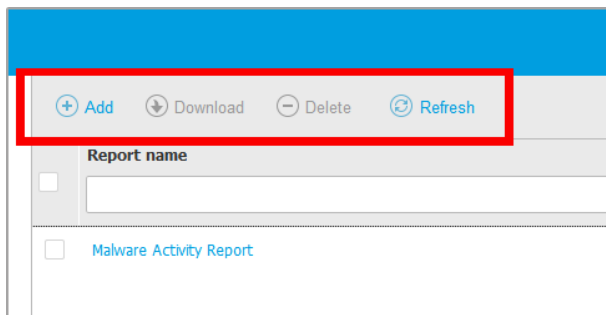 Add Download Delete Refresh
Report name
Malware Activity Report